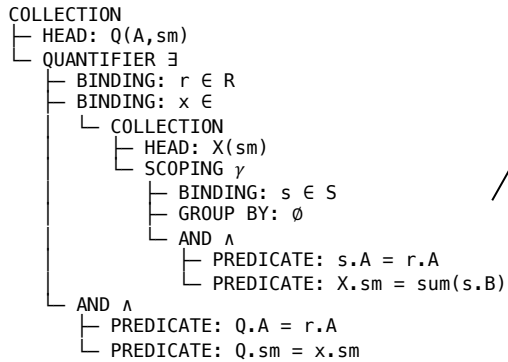 COLLECTION
├─ HEAD: Q(A,sm)
└─ QUANTIFIER ∃
   ├─ BINDING: r ∈ R
   ├─ BINDING: x ∈
   │  └─ COLLECTION
   │     ├─ HEAD: X(sm)
   │     └─ SCOPING γ
   │        ├─ BINDING: s ∈ S
   │        ├─ GROUP BY: ∅
   │        └─ AND ∧
   │           ├─ PREDICATE: s.A = r.A
   │           └─ PREDICATE: X.sm = sum(s.B)
   └─ AND ∧
      ├─ PREDICATE: Q.A = r.A
      └─ PREDICATE: Q.sm = x.sm